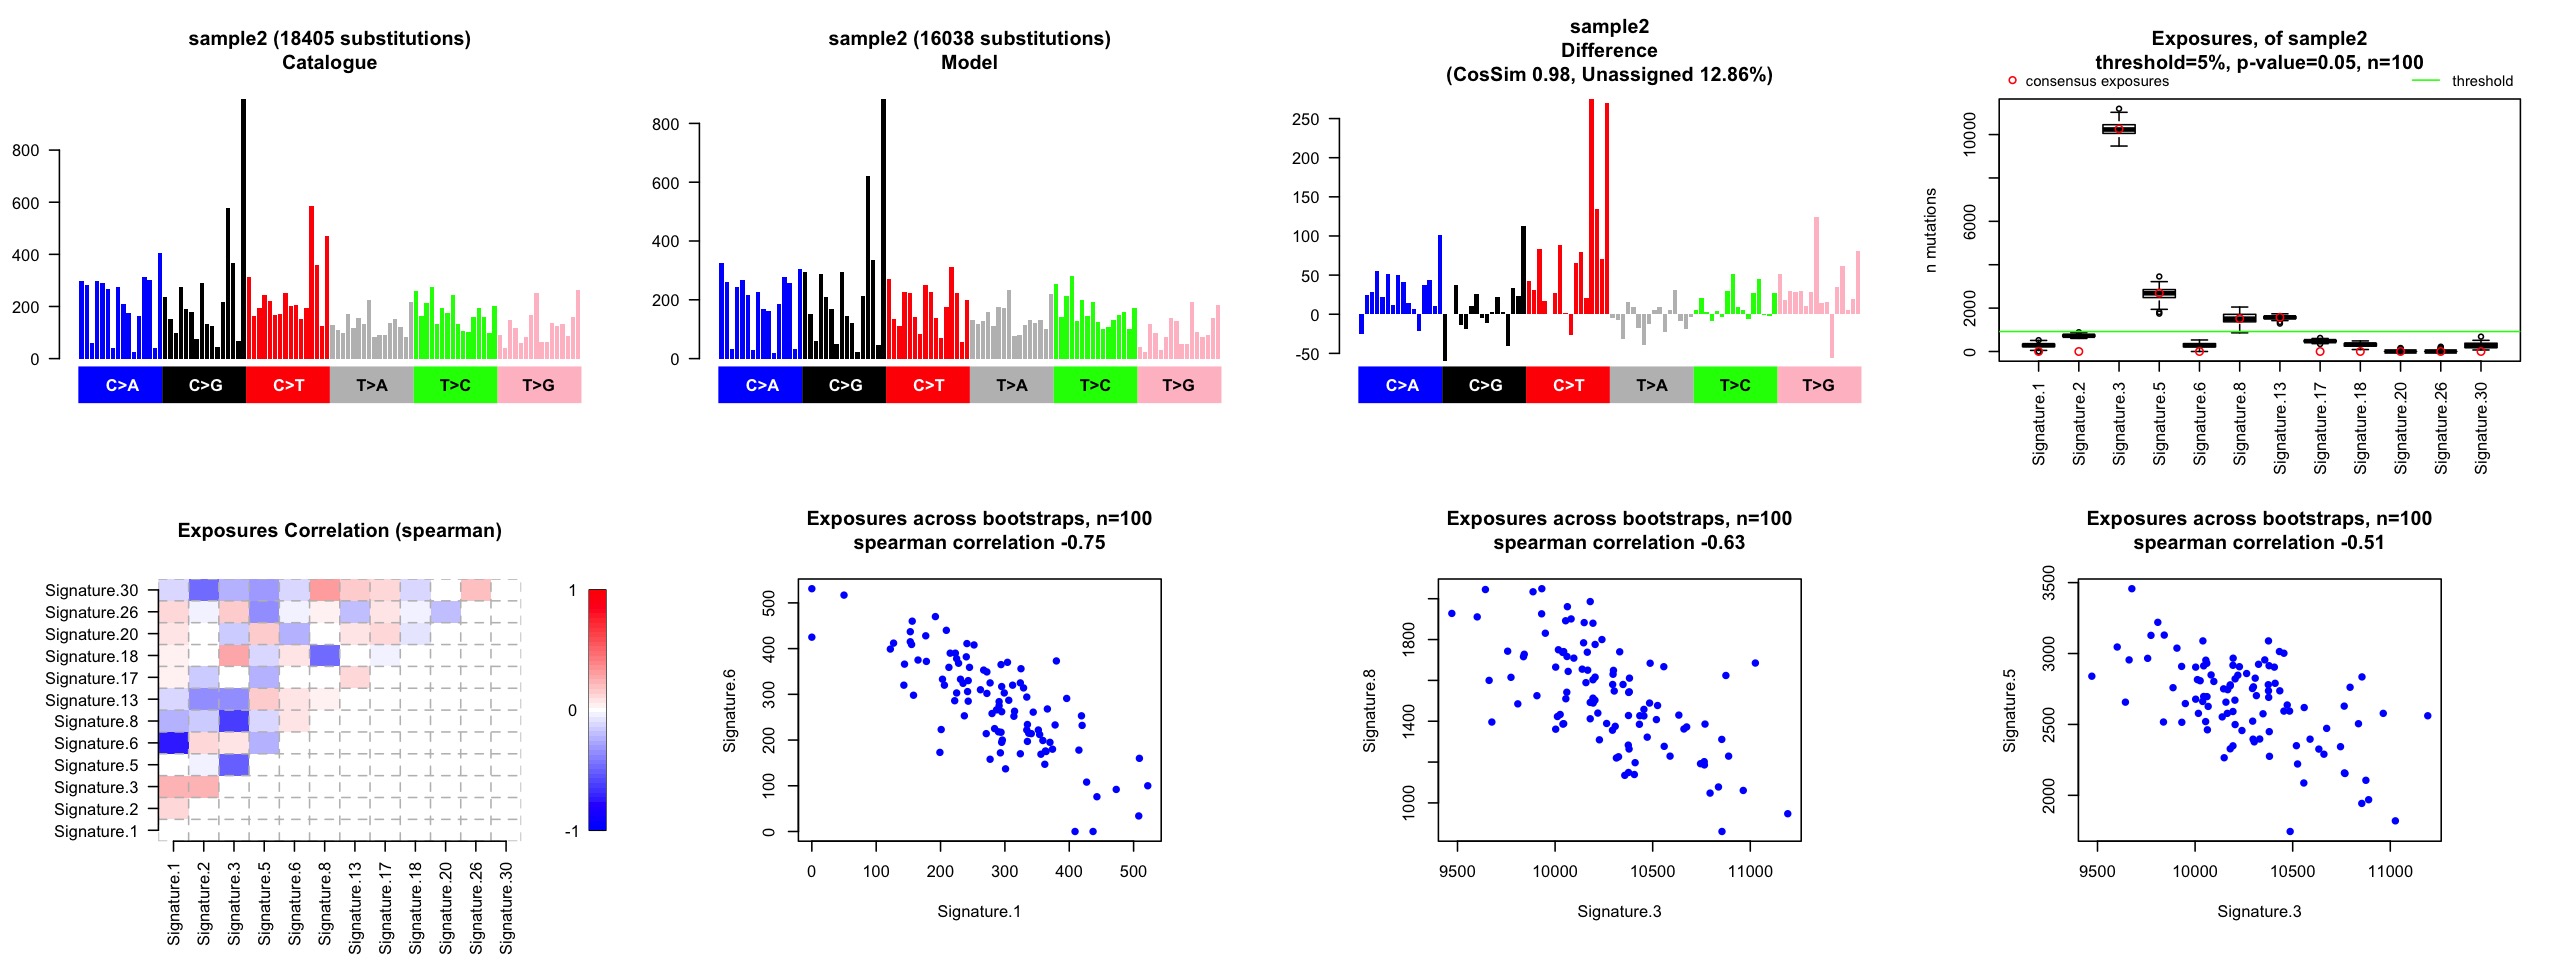 sample2 (18405 substitutions)
Catalogue
800
600
400
200
0
C>A C>G C>T T>A T>C T>G
sample2 (16038 substitutions)
Model
800
600
400
200
0
C>A C>G C>T T>A T>C T>G
sample2
Difference
(CosSim 0.98, Unassigned 12.86%)
250
200
150
100
50
0
-50
C>A C>G C>T T>A T>C T>G
Exposures, of sample2
threshold=5%, p-value=0.05, n=100
consensus exposures threshold
n mutations
10000
6000
2000
0
Signature.1
Signature.2
Signature.3
Signature.5
Signature.6
Signature.8
Signature.13
Signature.17
Signature.18
Signature.20
Signature.26
Signature.30
Exposures Correlation (spearman)
Signature.30
Signature.26
Signature.20
Signature.18
Signature.17
Signature.13
Signature.8
Signature.6
Signature.5
Signature.3
Signature.2
Signature.1
Signature.1
Signature.2
Signature.3
Signature.5
Signature.6
Signature.8
Signature.13
Signature.17
Signature.18
Signature.20
Signature.26
Signature.30
1
0
-1
Exposures across bootstraps, n=100
spearman correlation -0.75
Signature.6
500
400
300
200
100
0
0 100 200 300 400 500
Signature.1
Exposures across bootstraps, n=100
spearman correlation -0.63
Signature.8
1800
1400
1000
9500 10000 10500 11000
Signature.3
Exposures across bootstraps, n=100
spearman correlation -0.51
Signature.5
3500
3000
2500
2000
9500 10000 10500 11000
Signature.3